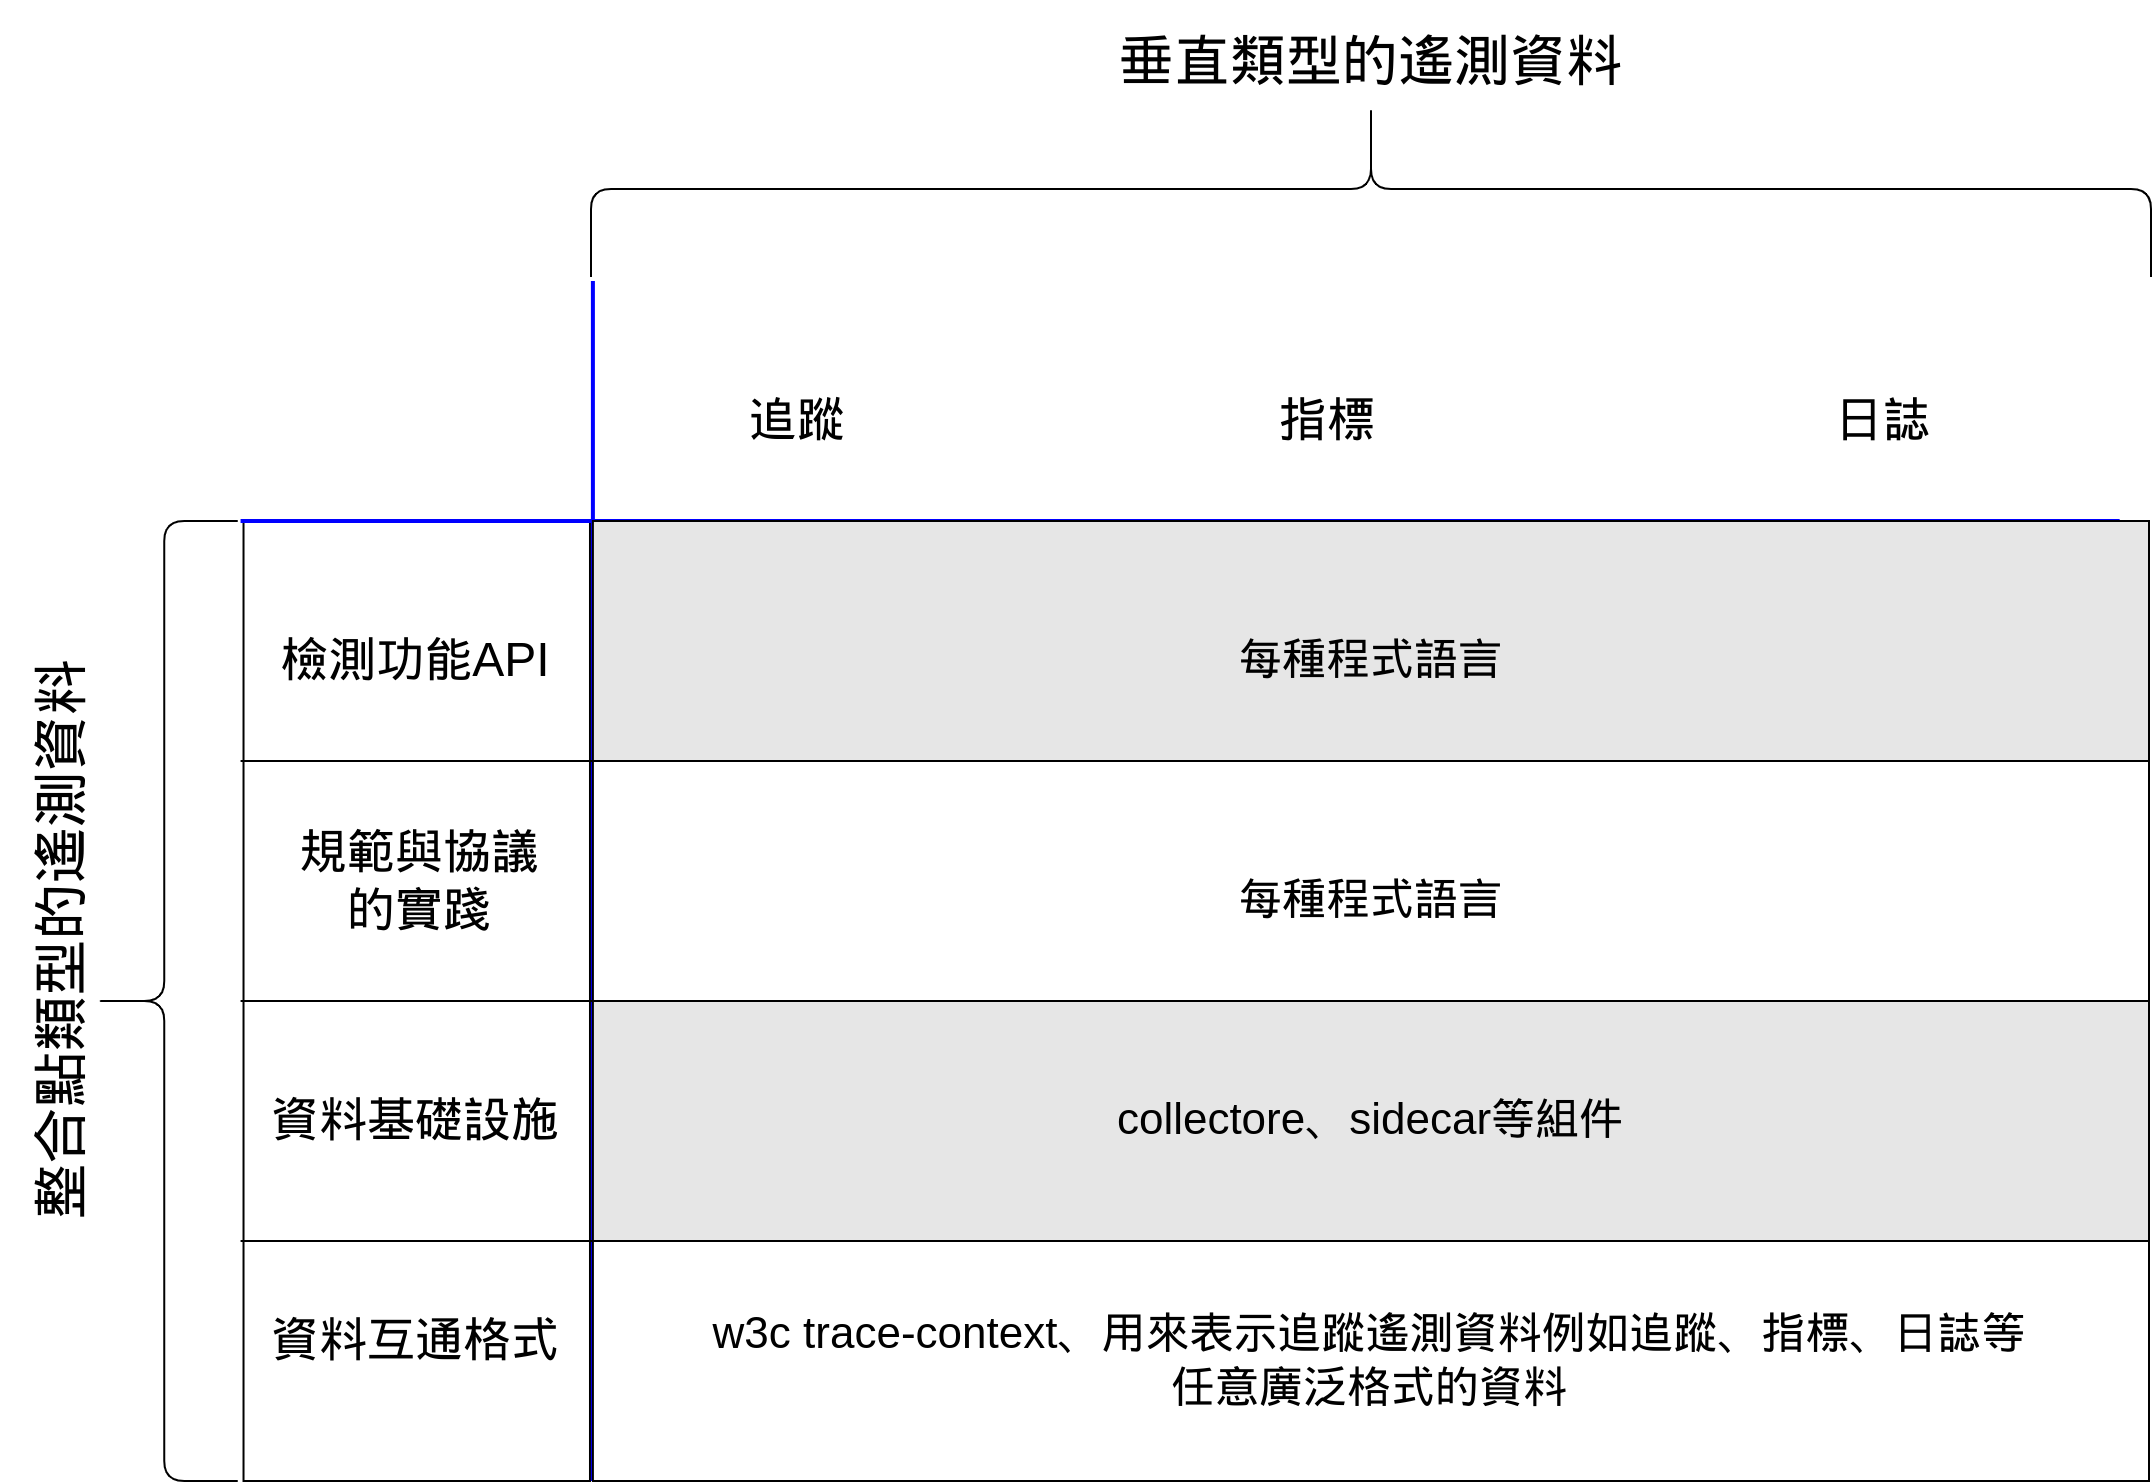 垂直類型的遙測資料
追蹤
指標
日誌
整合點類型的遙測資料
檢測功能API
每種程式語言
規範與協議
的實踐
每種程式語言
資料基礎設施
collectore、sidecar等組件
資料互通格式
w3c trace-context、用來表示追蹤遙測資料例如追蹤、指標、日誌等
任意廣泛格式的資料